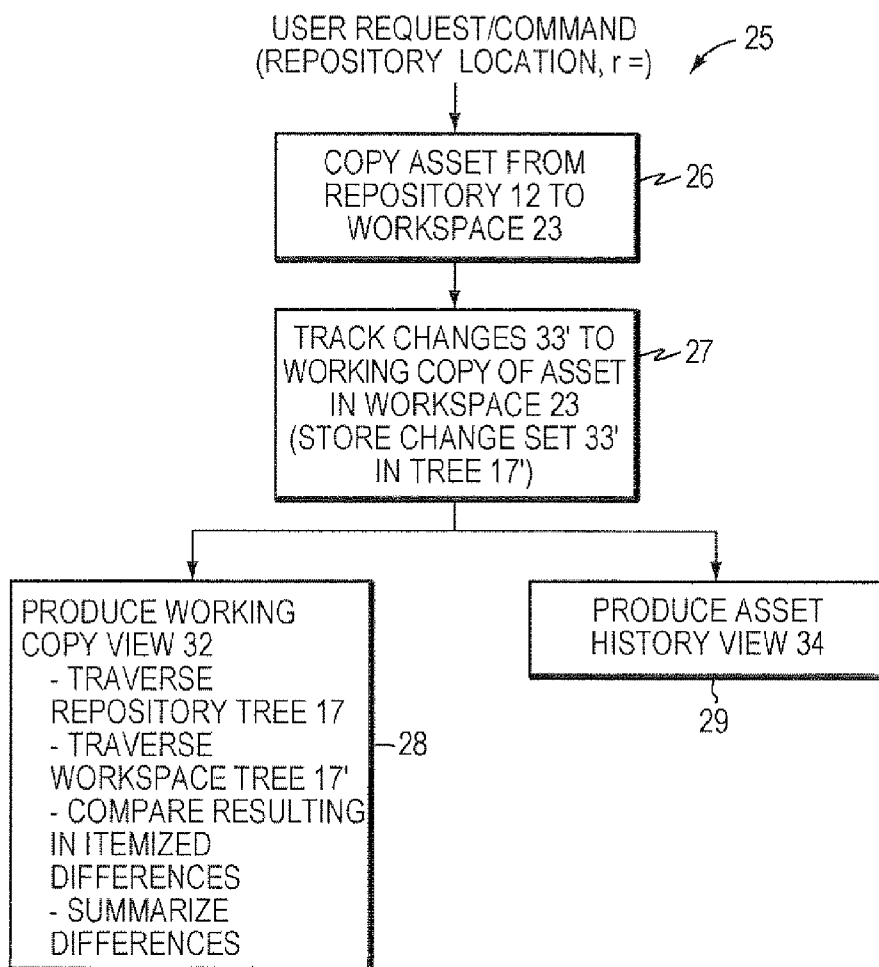 USER REQUEST/COMMAND
(REPOSITORY LOCATION, r =)
25
COPY ASSET FROM
REPOSITORY 12 TO
WORKSPACE 23
26
TRACK CHANGES 33' TO
WORKING COPY OF ASSET
IN WORKSPACE 23
(STORE CHANGE SET 33'
IN TREE 17')
27
PRODUCE WORKING
COPY VIEW 32
- TRAVERSE
REPOSITORY TREE 17
- TRAVERSE
WORKSPACE TREE 17'
- COMPARE RESULTING
IN ITEMIZED
DIFFERENCES
- SUMMARIZE
DIFFERENCES
28
PRODUCE ASSET
HISTORY VIEW 34
29